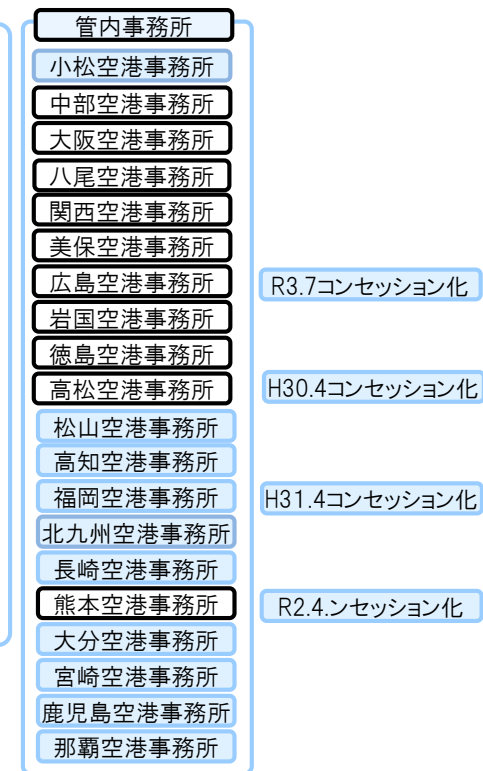 管内事務所
小松空港事務所
中部空港事務所
大阪空港事務所
八尾空港事務所
関西空港事務所
美保空港事務所
広島空港事務所 R3.7コンセッション化
岩国空港事務所
徳島空港事務所
高松空港事務所 H30.4コンセッション化
松山空港事務所
高知空港事務所
福岡空港事務所 H31.4コンセッション化
北九州空港事務所
長崎空港事務所
熊本空港事務所 R2.4.ンセッション化
大分空港事務所
宮崎空港事務所
鹿児島空港事務所
那覇空港事務所